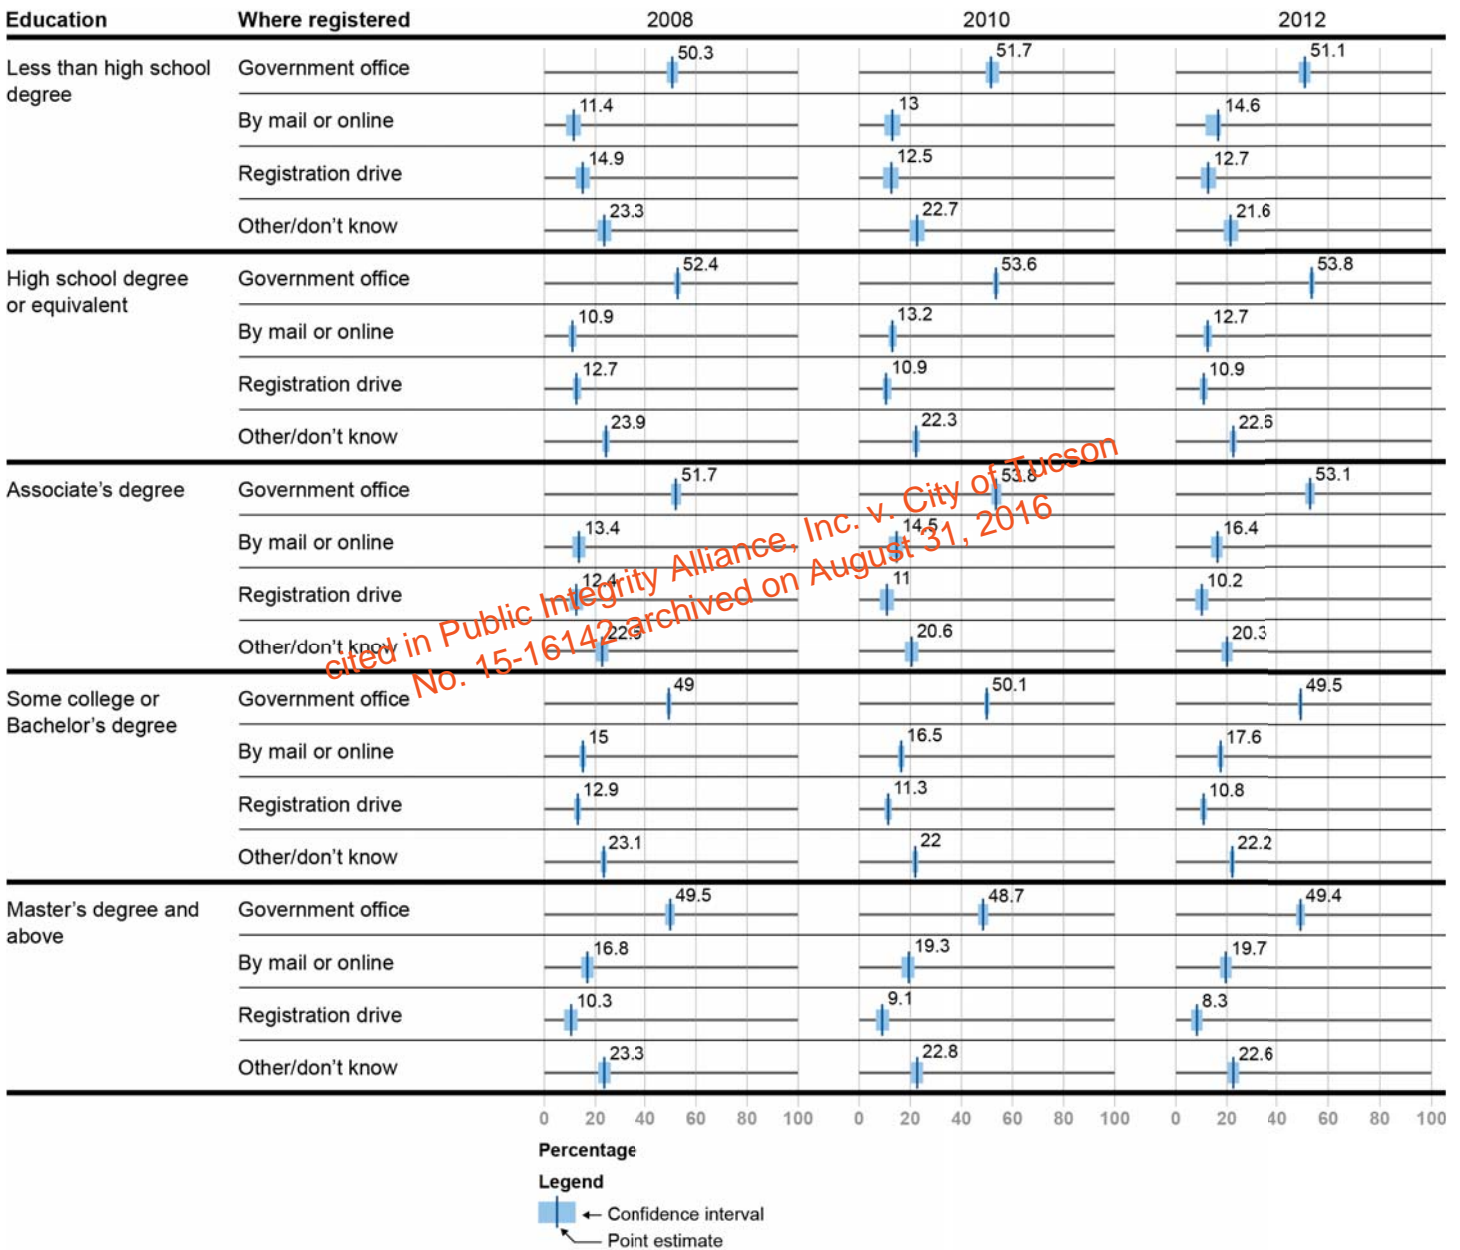 Education Where registered 2008 2010 2012
Less than high school degree
Government office 50.3 51.7 51.1
By mail or online 11.4 13 14.6
Registration drive 14.9 12.5 12.7
Other/don't know 23.3 22.7 21.6
High school degree or equivalent
Government office 52.4 53.6 53.8
By mail or online 10.9 13.2 12.7
Registration drive 12.7 10.9 10.9
Other/don't know 23.9 22.3 22.6
Associate's degree
Government office 51.7 53.8 53.1
By mail or online 13.4 14.5 16.4
Registration drive 12.4 11 10.2
Other/don't know 20.6 20.3
cited in Public Integrity Alliance, Inc. v. City of Tucson
No. 15-16142 archived on August 31, 2016
Some college or Bachelor's degree
Government office 49 50.1 49.5
By mail or online 15 16.5 17.6
Registration drive 12.9 11.3 10.8
Other/don't know 23.1 22 22.2
Master's degree and above
Government office 49.5 48.7 49.4
By mail or online 16.8 19.3 19.7
Registration drive 10.3 9.1 8.3
Other/don't know 23.3 22.8 22.6
0 20 40 60 80 100 0 20 40 60 80 100 0 20 40 60 80 100
Percentage
Legend
Confidence interval
Point estimate